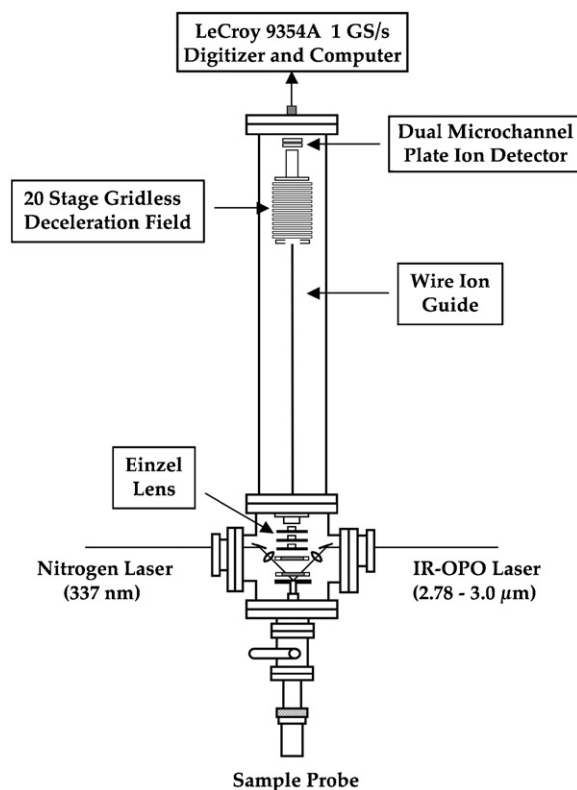 LeCroy 9354A 1 GS/s
Digitizer and Computer
Dual Microchannel
Plate Ion Detector
20 Stage Gridless
Deceleration Field
Wire Ion
Guide
Einzel
Lens
Nitrogen Laser
(337 nm)
IR-OPO Laser
(2.78 - 3.0 µm)
Sample Probe